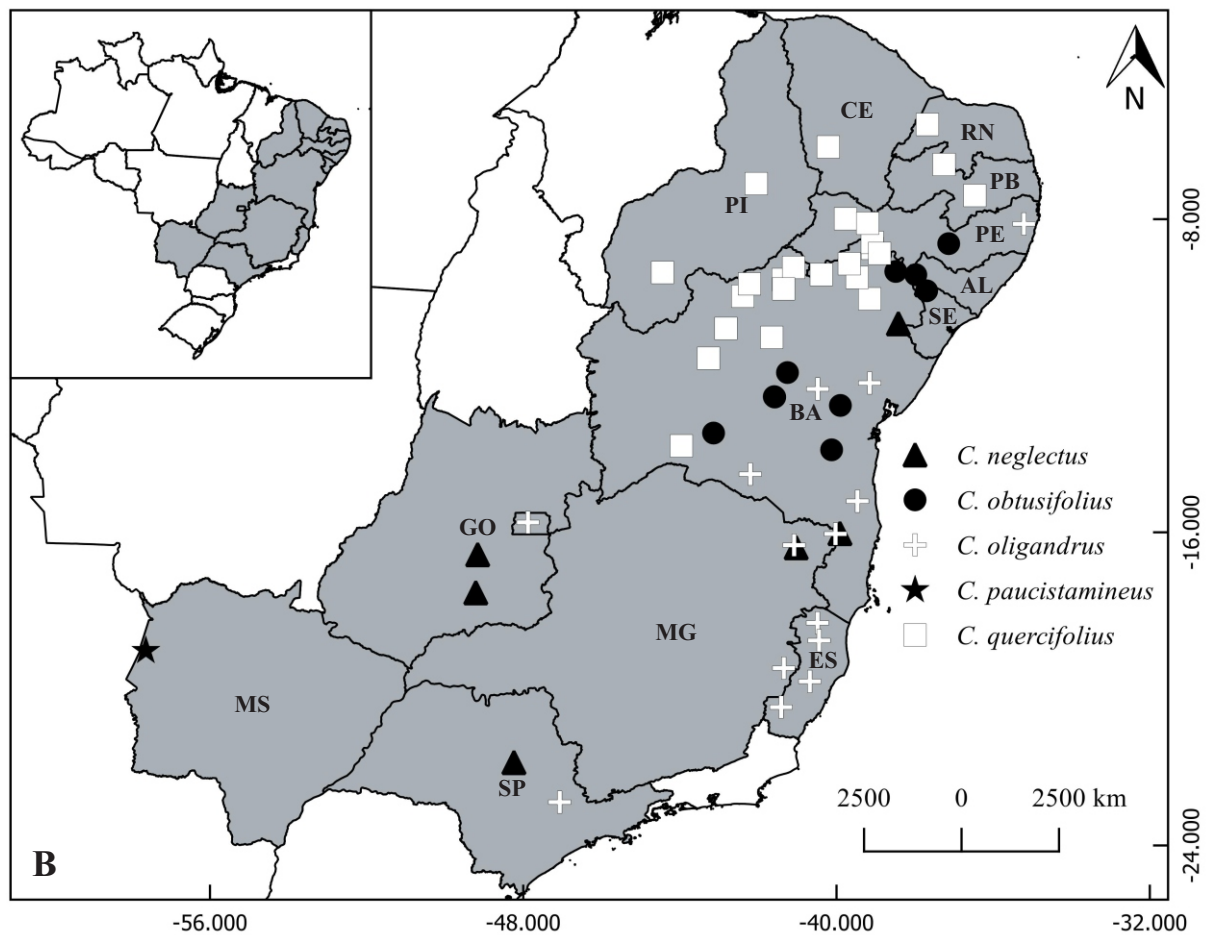 N
CE
RN
PB
PI
PE
-8.000
AL
SE
BA
C. neglectus
C. obtusifolius
GO
C. oligandrus
-16.000
C. paucistamineus
MG
C. quercifolius
ES
MS
SP
2500 0 2500 km
B
-24.000
-56.000 -48.000 -40.000 -32.000